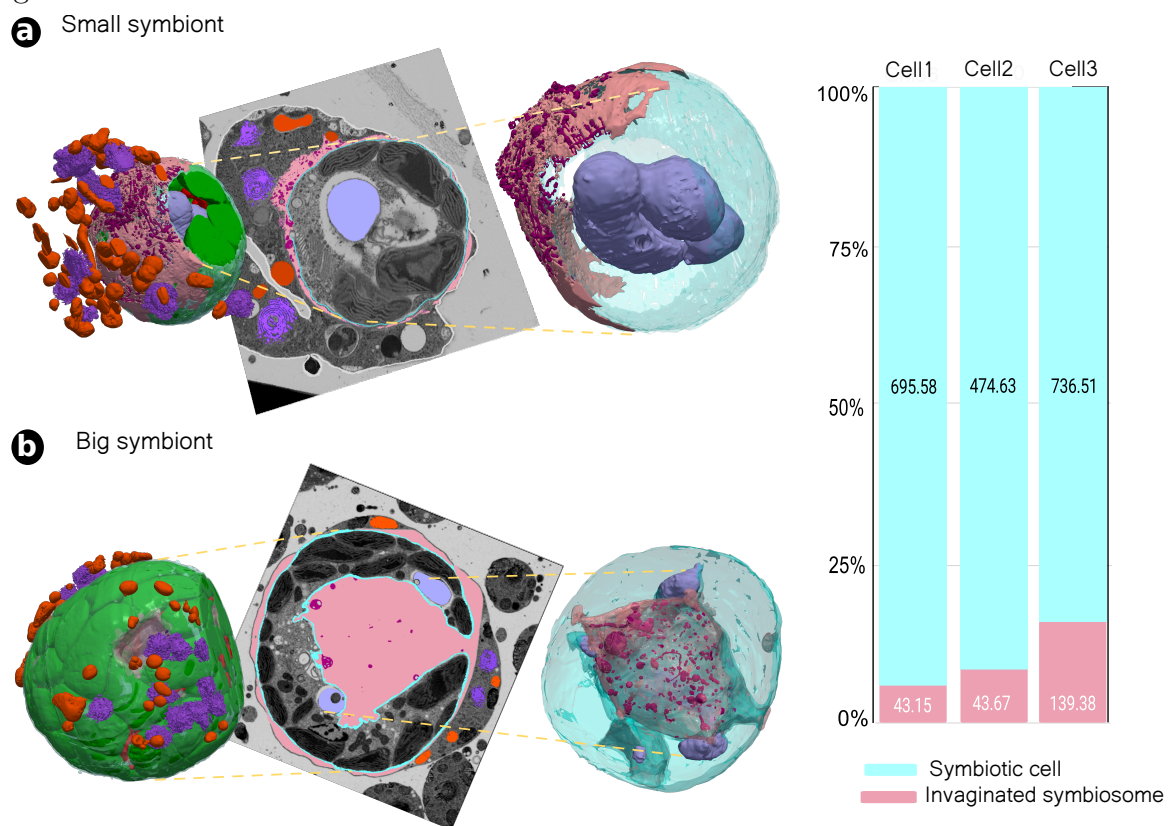 a Small symbiont
b Big symbiont
Cell1 Cell2 Cell3
100%
75%
50%
25%
0%
695.58 474.63 736.51
43.15 43.67 139.38
Symbiotic cell
Invaginated symbiosome